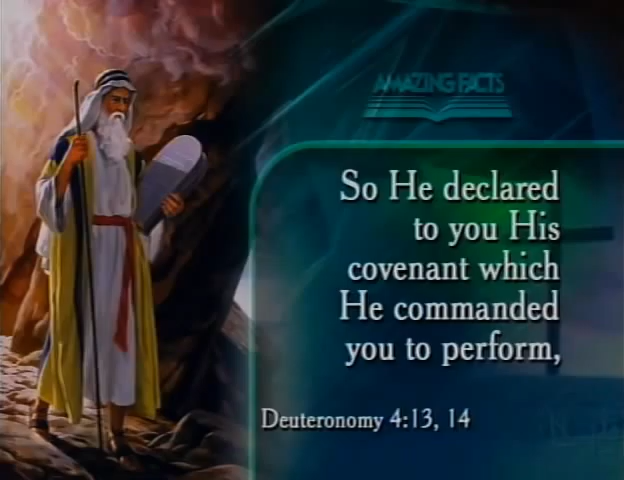 AMAZING FACTS
So He declared
to you His
covenant which
He commanded
you to perform,
Deuteronomy 4:13, 14